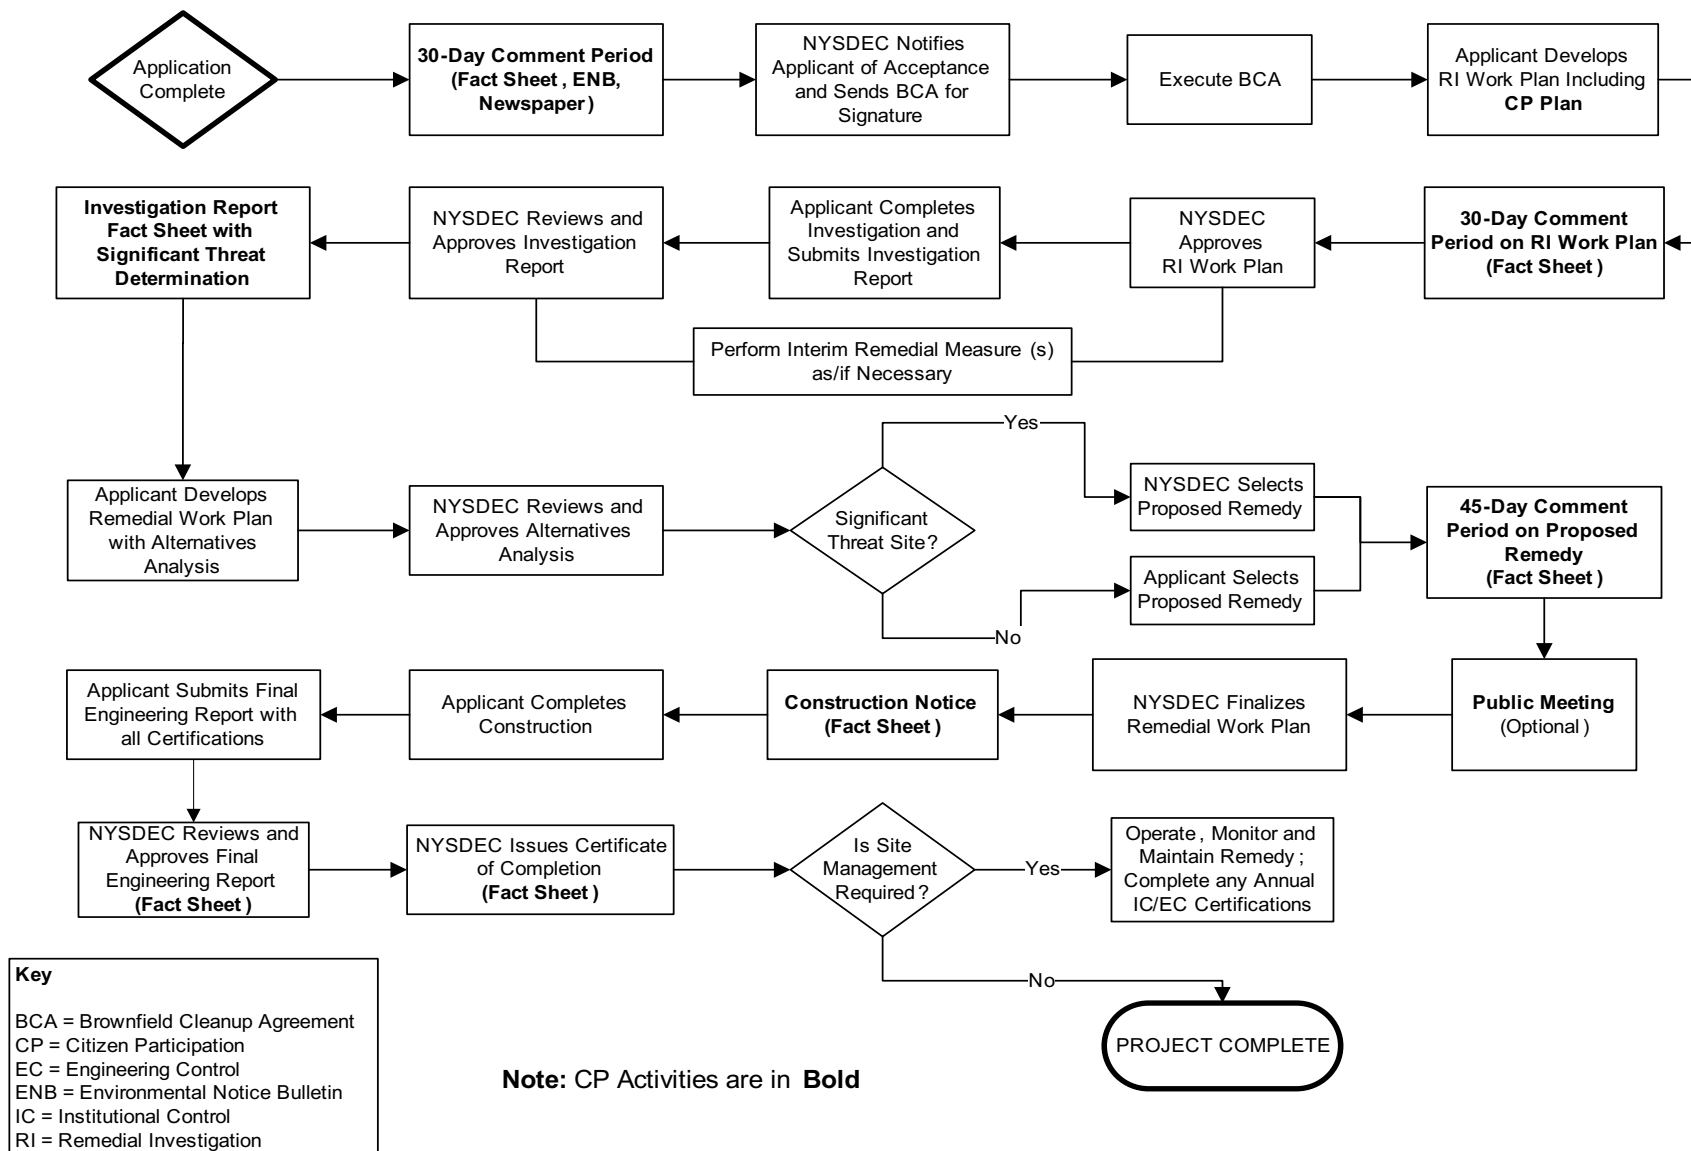 Application
Complete
30-Day Comment Period
(Fact Sheet , ENB,
Newspaper )
NYSDEC Notifies
Applicant of Acceptance
and Sends BCA for
Signature
Execute BCA
Applicant Develops
RI Work Plan Including
CP Plan
Investigation Report
Fact Sheet with
Significant Threat
Determination
NYSDEC Reviews and
Approves Investigation
Report
Applicant Completes
Investigation and
Submits Investigation
Report
NYSDEC
Approves
RI Work Plan
30-Day Comment
Period on RI Work Plan
(Fact Sheet )
Perform Interim Remedial Measure (s)
as/if Necessary
Applicant Develops
Remedial Work Plan
with Alternatives
Analysis
NYSDEC Reviews and
Approves Alternatives
Analysis
Significant
Threat Site?
Yes
No
NYSDEC Selects
Proposed Remedy
Applicant Selects
Proposed Remedy
45-Day Comment
Period on Proposed
Remedy
(Fact Sheet )
Applicant Submits Final
Engineering Report with
all Certifications
Applicant Completes
Construction
Construction Notice
(Fact Sheet )
NYSDEC Finalizes
Remedial Work Plan
Public Meeting
(Optional )
NYSDEC Reviews and
Approves Final
Engineering Report
(Fact Sheet )
NYSDEC Issues Certificate
of Completion
(Fact Sheet )
Is Site
Management
Required ?
Yes
Operate , Monitor and
Maintain Remedy ;
Complete any Annual
IC/EC Certifications
No
PROJECT COMPLETE
Key
BCA = Brownfield Cleanup Agreement
CP = Citizen Participation
EC = Engineering Control
ENB = Environmental Notice Bulletin
IC = Institutional Control
RI = Remedial Investigation
Note: CP Activities are in Bold